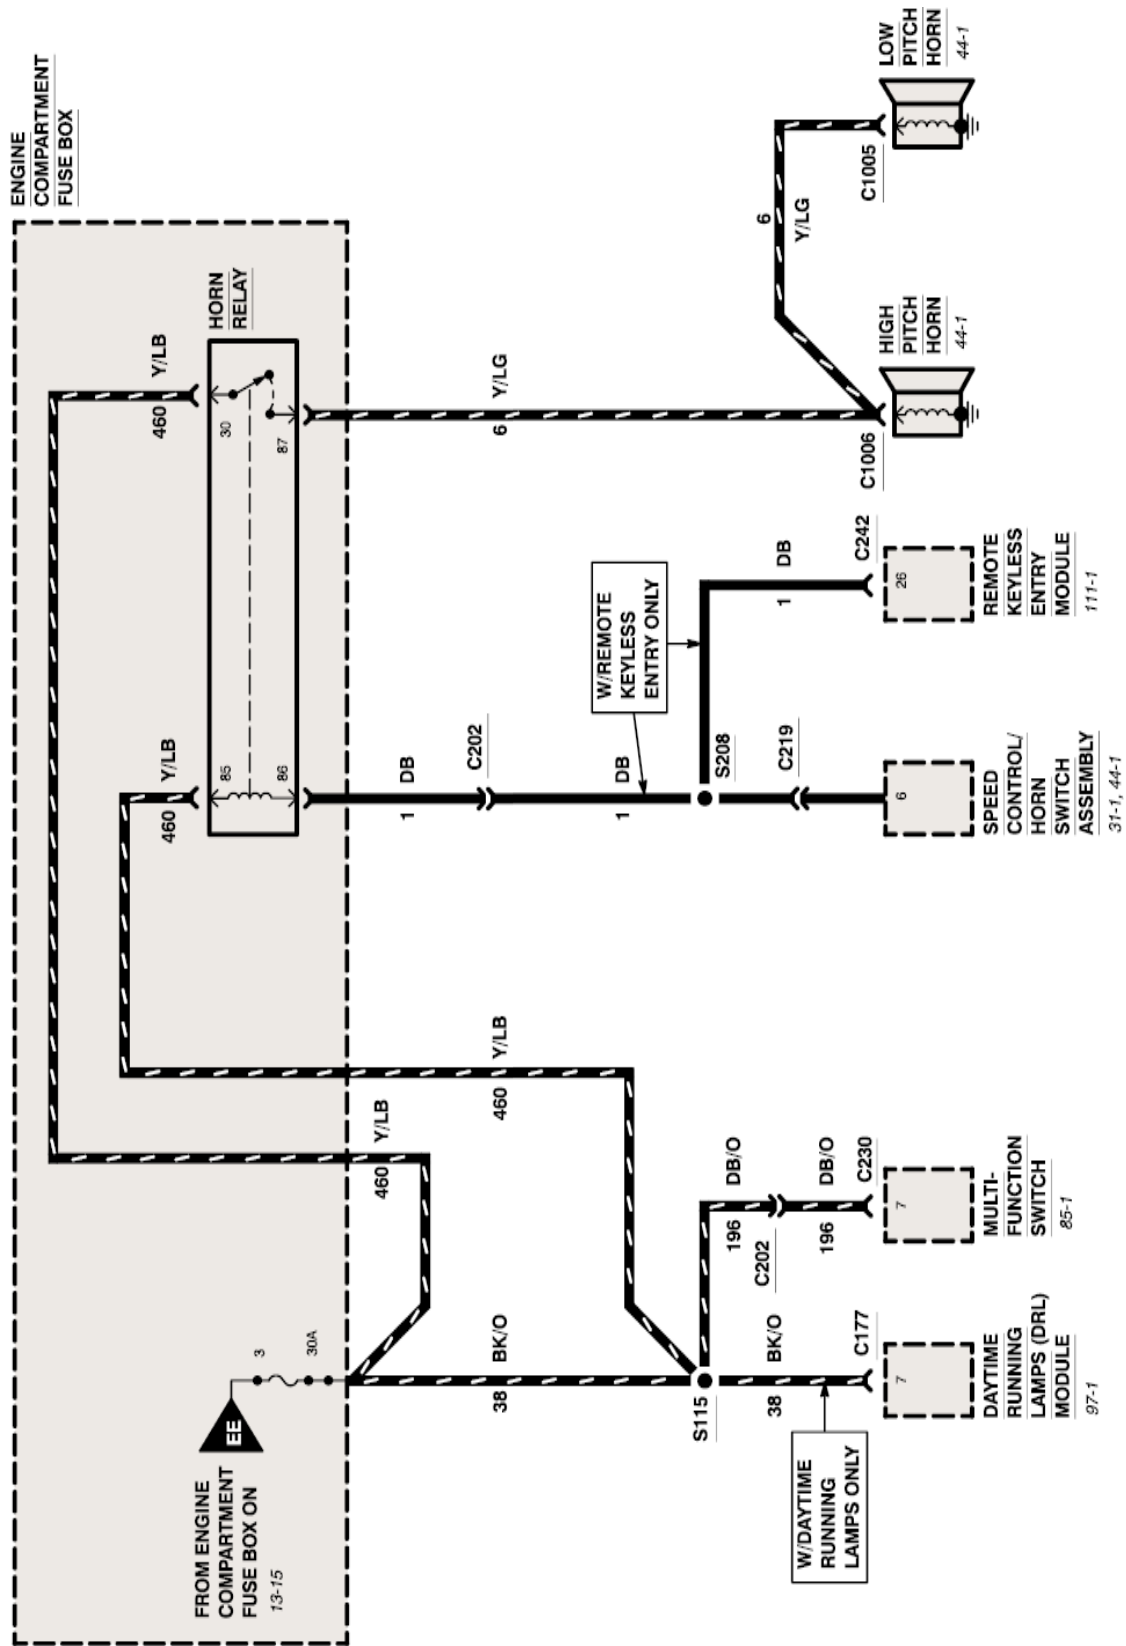 ENGINE
COMPARTMENT
FUSE BOX
FROM ENGINE
COMPARTMENT
FUSE BOX ON
13-15
EE
3
30A
460
Y/LB
460
Y/LB
HORN
RELAY
85
86
30
87
460
Y/LB
460
Y/LB
38
BK/O
1
DB
C202
6
Y/LG
W/REMOTE
KEYLESS
ENTRY ONLY
1
DB
S115
S208
196
DB/O
C202
196
DB/O
38
BK/O
W/DAYTIME
RUNNING
LAMPS ONLY
C219
1
DB
6
Y/LG
C177
C230
C242
C1006
C1005
7
7
6
26
DAYTIME
RUNNING
LAMPS (DRL)
MODULE
97-1
MULTI-
FUNCTION
SWITCH
85-1
SPEED
CONTROL/
HORN
SWITCH
ASSEMBLY
31-1, 44-1
REMOTE
KEYLESS
ENTRY
MODULE
111-1
HIGH
PITCH
HORN
44-1
LOW
PITCH
HORN
44-1